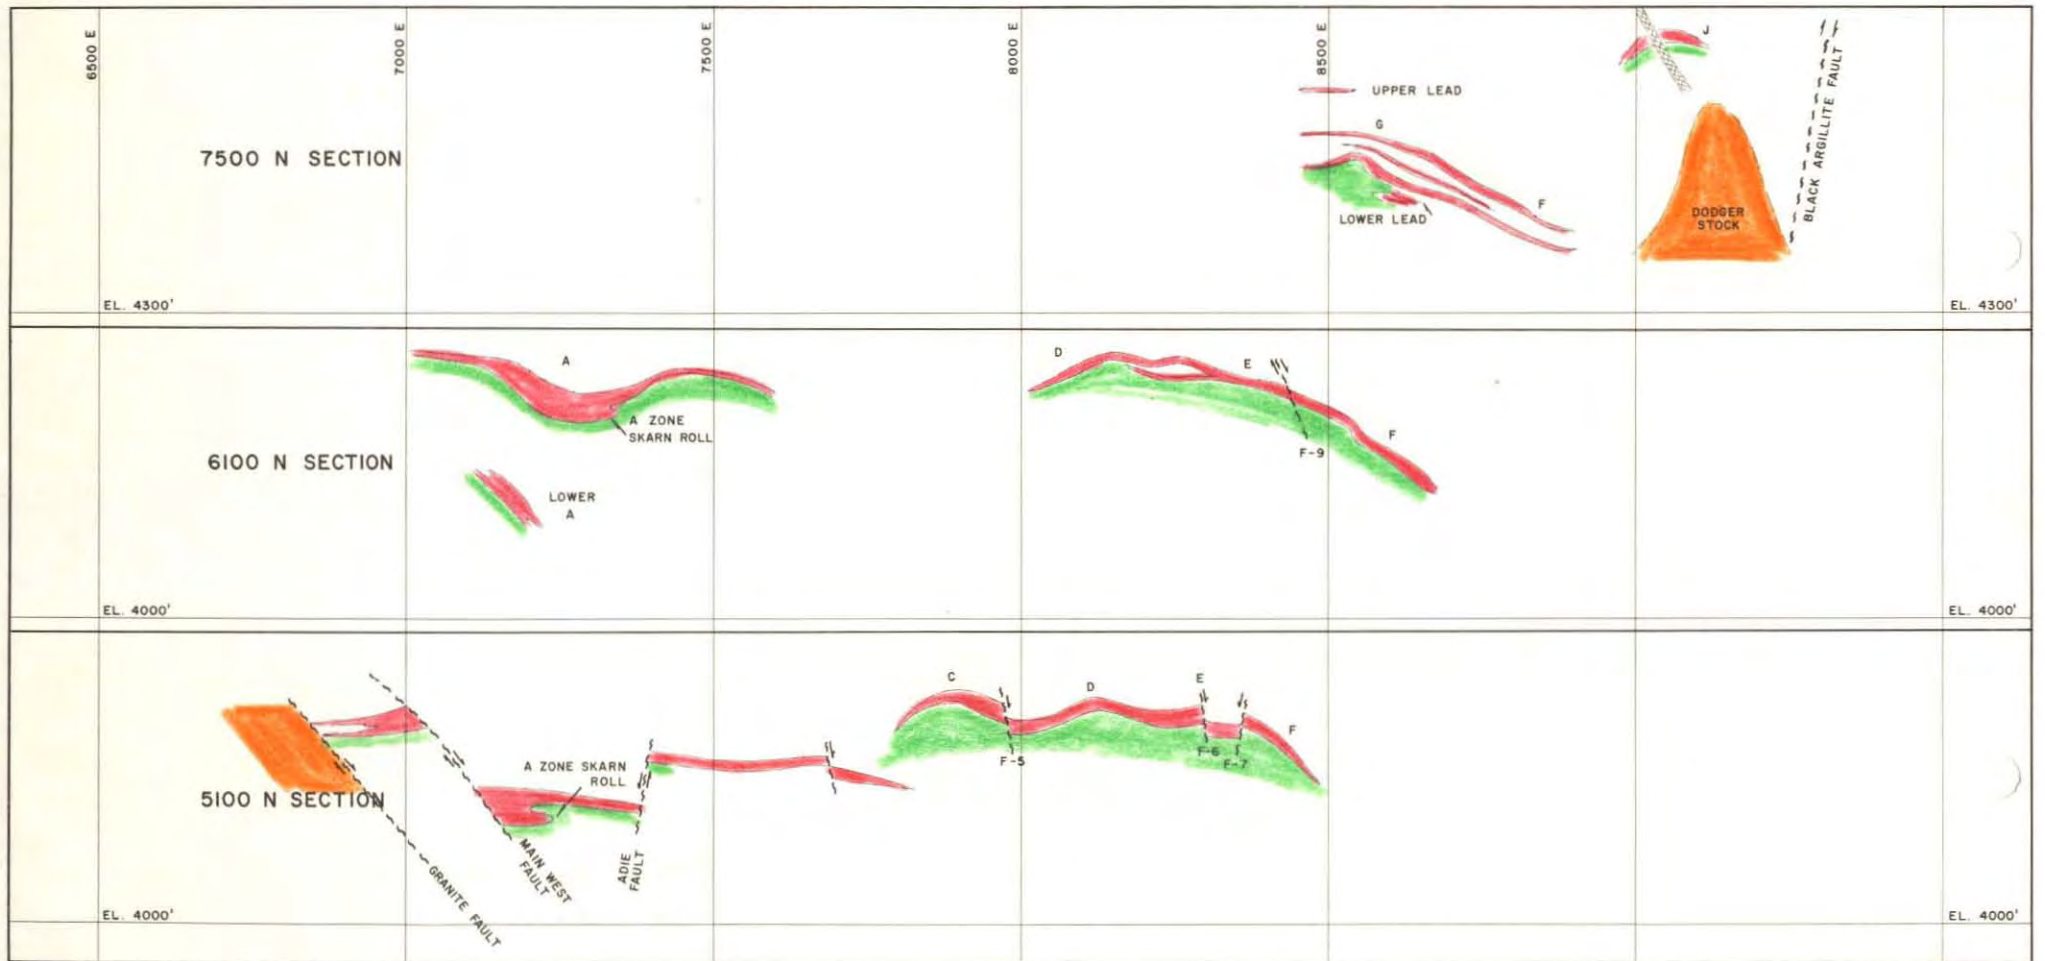 6500 E
7000 E
7500 E
8000 E
8500 E
J
UPPER LEAD
G
7500 N SECTION
F
LOWER LEAD
DODGER
STOCK
BLACK ARGILLITE FAULT
EL. 4300'
EL. 4300'
A
D
E
A ZONE
SKARN ROLL
F
F-9
6100 N SECTION
LOWER
A
EL. 4000'
EL. 4000'
C
D
E
F
F-5
F-6
F-7
A ZONE SKARN
ROLL
5100 N SECTION
MAIN WEST
FAULT
ADIE
FAULT
GRANITE FAULT
EL. 4000'
EL. 4000'